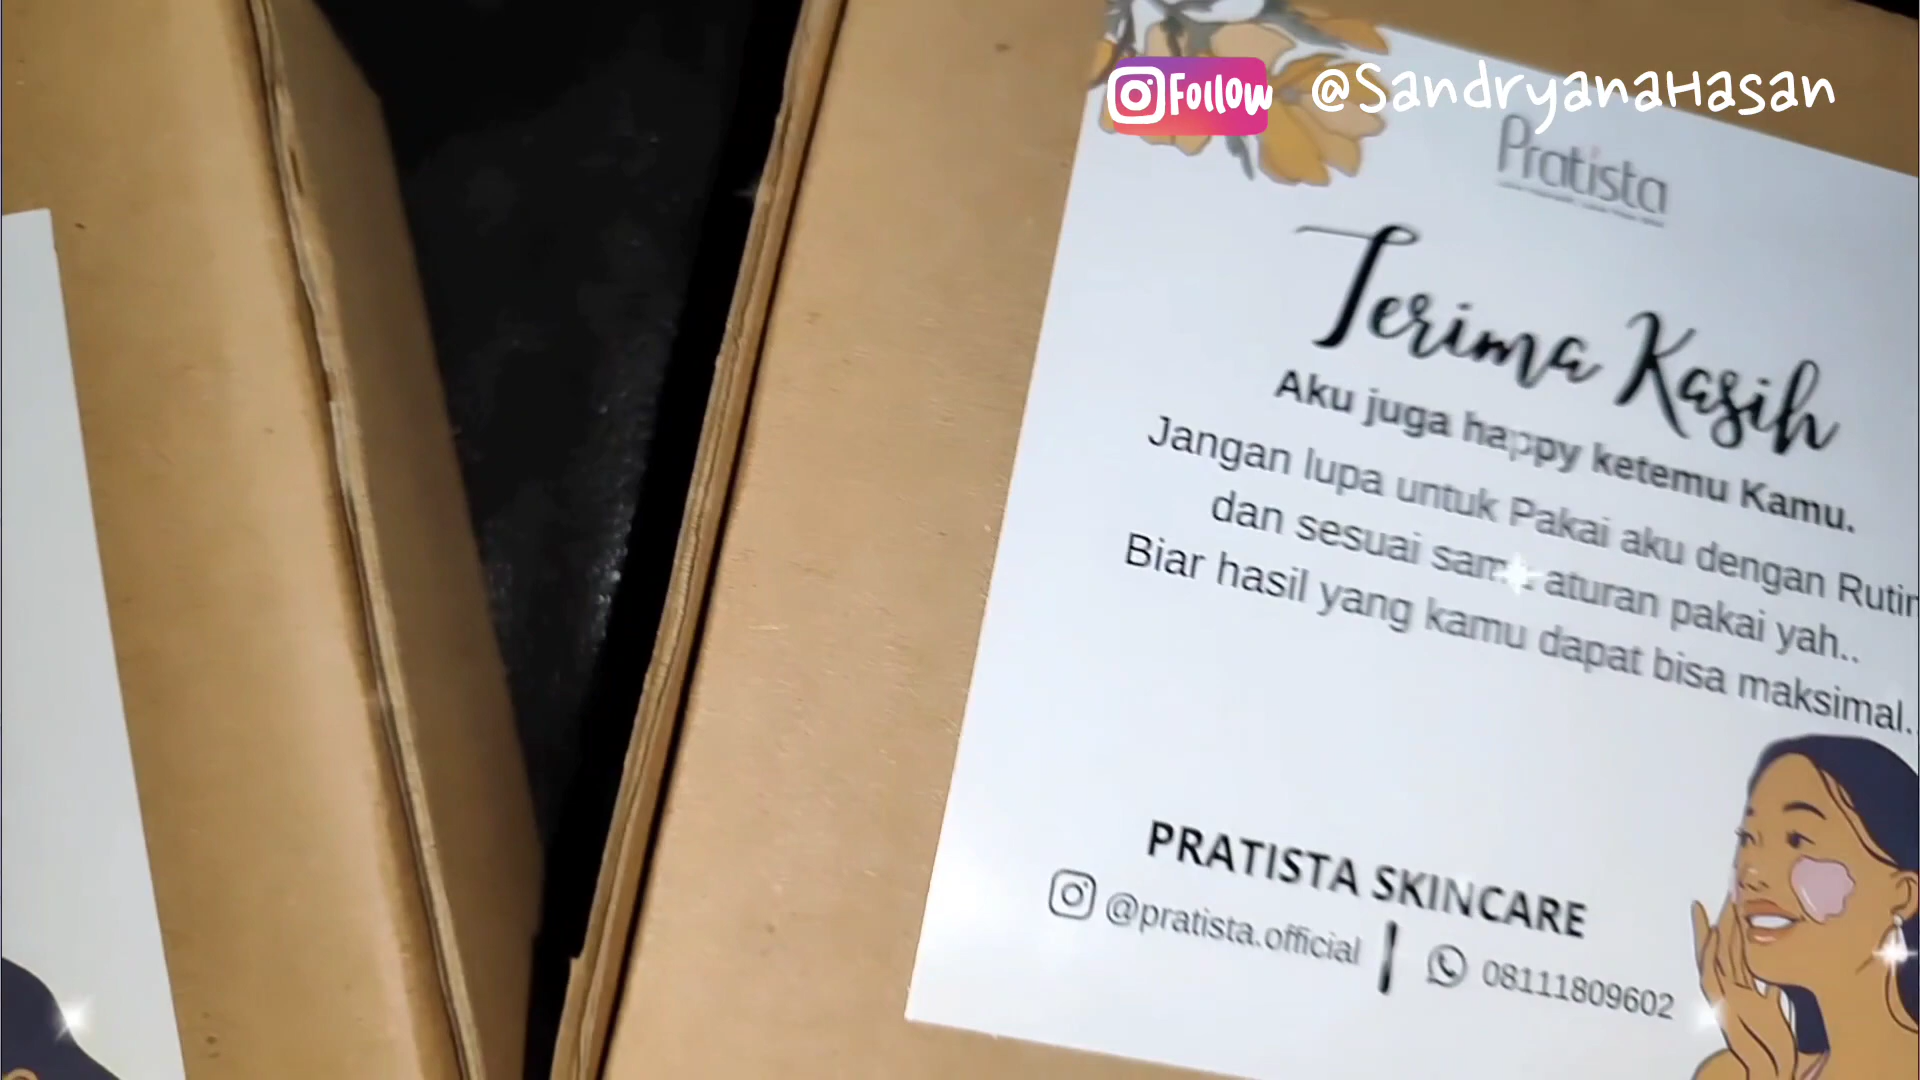 Follow @SandryanaHasan
Pratista
Terima Kasih
Aku juga happy ketemu Kamu.
Jangan lupa untuk Pakai aku dengan Rutin
dan sesuai sama aturan pakai yah..
Biar hasil yang kamu dapat bisa maksimal..
PRATISTA SKINCARE
@pratista.official | 08111809602